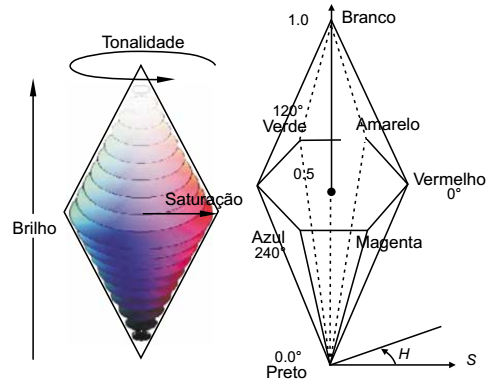 Tonalidade
Brilho
Saturação
1.0
Branco
120°
Verde
Amarelo
0.5
Vermelho
0°
Azul
240°
Magenta
0.0°
Preto
H
S